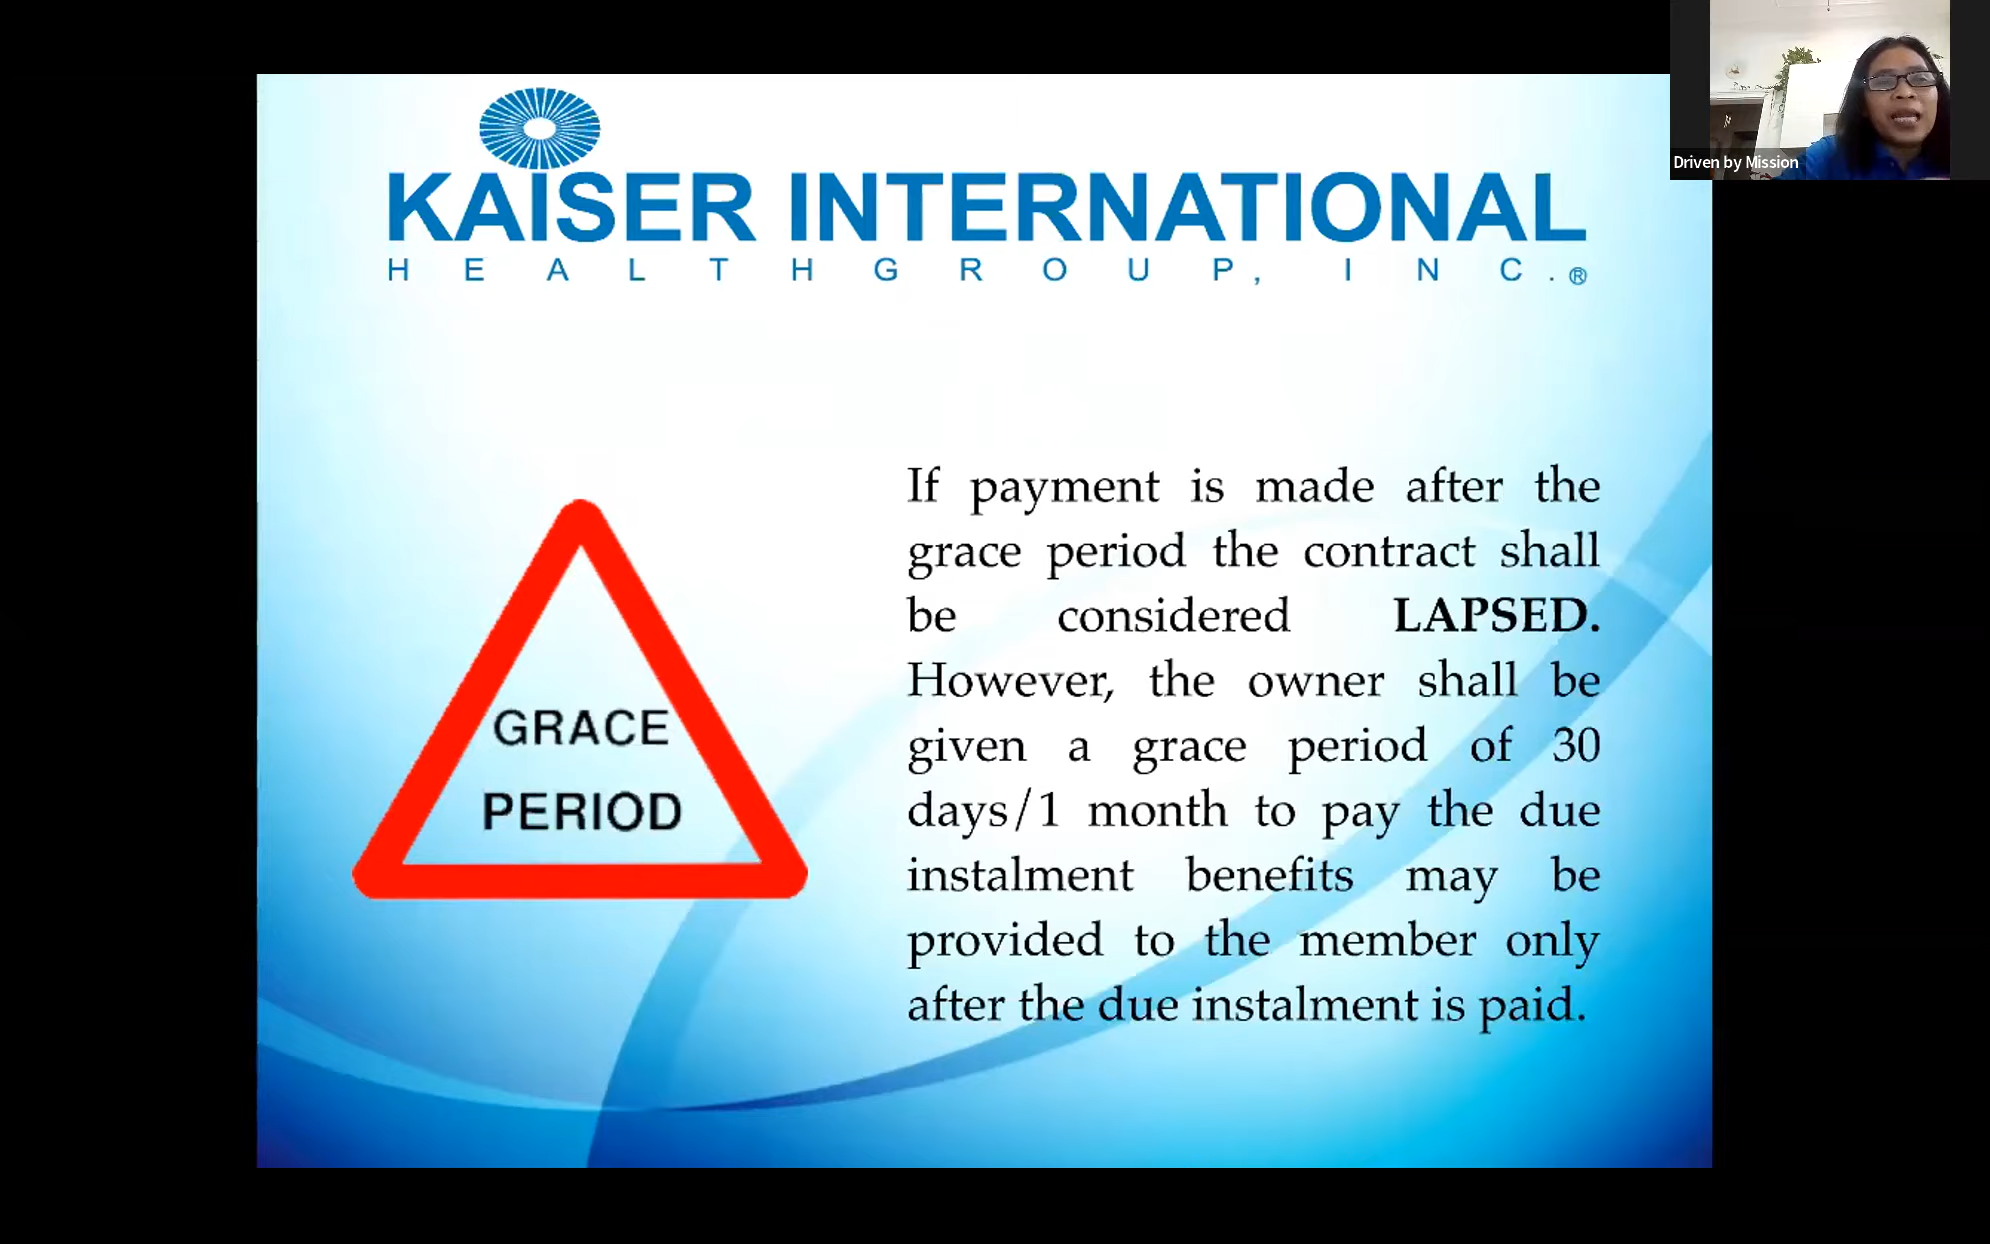 KAISER INTERNATIONAL
HEALTHGROUP, INC.®
GRACE
PERIOD
If payment is made after the
grace period the contract shall
be considered LAPSED.
However, the owner shall be
given a grace period of 30
days/1 month to pay the due
instalment benefits may be
provided to the member only
after the due instalment is paid.
Driven by Mission